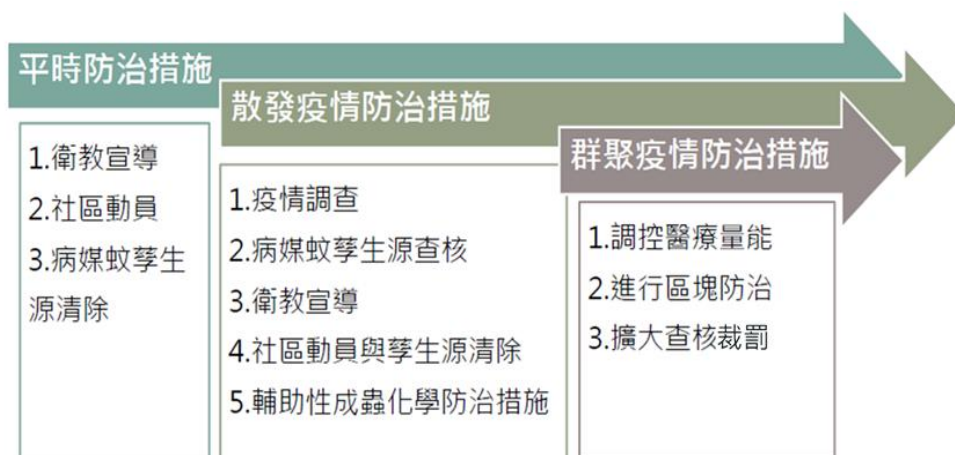 平時防治措施
1.衛教宣導
2.社區動員
3.病媒蚊孳生
源清除
散發疫情防治措施
1.疫情調查
2.病媒蚊孳生源查核
3.衛教宣導
4.社區動員與孳生源清除
5.輔助性成蟲化學防治措施
群聚疫情防治措施
1.調控醫療量能
2.進行區塊防治
3.擴大查核裁罰